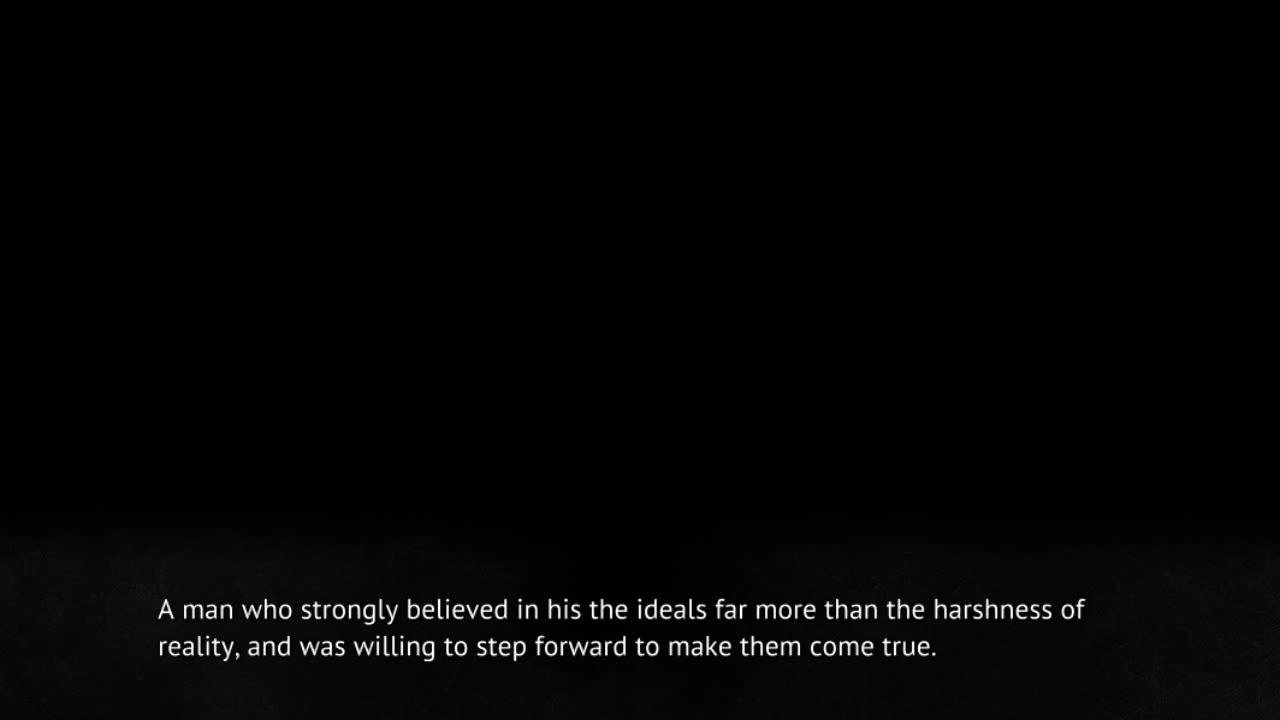 A man who strongly believed in his the ideals far more than the harshness of
reality, and was willing to step forward to make them come true.